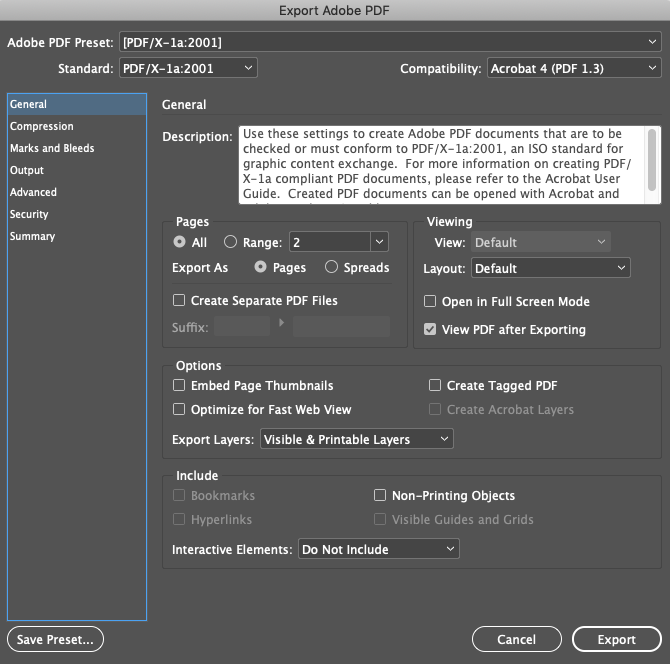 Export Adobe PDF
Adobe PDF Preset: [PDF/X-1a:2001]
Standard: PDF/X-1a:2001 Compatibility: Acrobat 4 (PDF 1.3)
General
Compression
Marks and Bleeds
Output
Advanced
Security
Summary
General
Description: Use these settings to create Adobe PDF documents that are to be
checked or must conform to PDF/X-1a:2001, an ISO standard for
graphic content exchange.  For more information on creating PDF/
X-1a compliant PDF documents, please refer to the Acrobat User
Guide.  Created PDF documents can be opened with Acrobat and
Pages
All Range: 2
Export As Pages Spreads
Create Separate PDF Files
Suffix:
Viewing
View: Default
Layout: Default
Open in Full Screen Mode
View PDF after Exporting
Options
Embed Page Thumbnails Create Tagged PDF
Optimize for Fast Web View Create Acrobat Layers
Export Layers: Visible & Printable Layers
Include
Bookmarks Non-Printing Objects
Hyperlinks Visible Guides and Grids
Interactive Elements: Do Not Include
Save Preset... Cancel Export